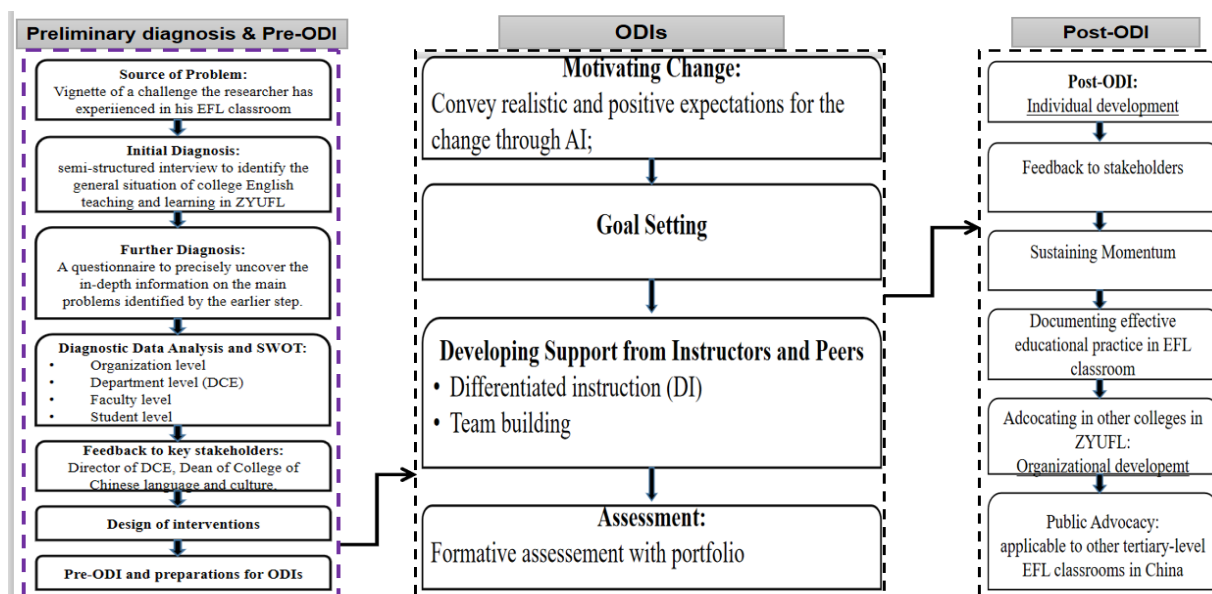 Preliminary diagnosis & Pre-ODI
Source of Problem:
Vignette of a challenge the researcher has
experiienced in his EFL classroom
Initial Diagnosis:
semi-structured interview to identify the
general situation of college English
teaching and learning in ZYUFL
Further Diagnosis:
A questionnaire to precisely uncover the
in-depth information on the main
problems identified by the earlier step.
Diagnostic Data Analysis and SWOT:
• Organization level
• Department level (DCE)
• Faculty level
• Student level
Feedback to key stakeholders:
Director of DCE, Dean of College of
Chinese language and culture.
Design of interventions
Pre-ODI and preparations for ODIs
ODIs
Motivating Change:
Convey realistic and positive expectations for the
change through AI;
Goal Setting
Developing Support from Instructors and Peers
• Differentiated instruction (DI)
• Team building
Assessment:
Formative assessement with portfolio
Post-ODI
Post-ODI:
Individual development
Feedback to stakeholders
Sustaining Momentum
Documenting effective
educational practice in EFL
classroom
Adcocating in other colleges in
ZYUFL:
Organizational developemt
Public Advocacy:
applicable to other tertiary-level
EFL classrooms in China